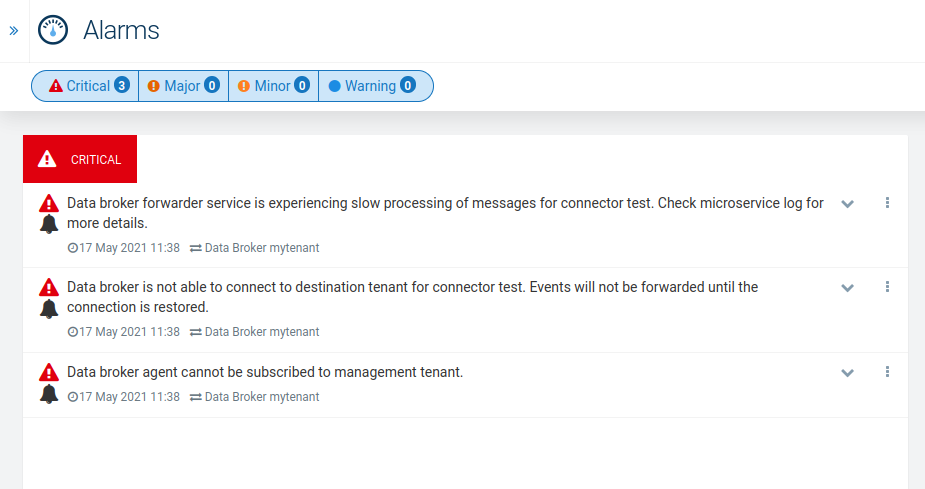 Alarms
Critical 3 Major 0 Minor 0 Warning 0
CRITICAL
Data broker forwarder service is experiencing slow processing of messages for connector test. Check microservice log for
more details.
17 May 2021 11:38 Data Broker mytenant
Data broker is not able to connect to destination tenant for connector test. Events will not be forwarded until the
connection is restored.
17 May 2021 11:38 Data Broker mytenant
Data broker agent cannot be subscribed to management tenant.
17 May 2021 11:38 Data Broker mytenant